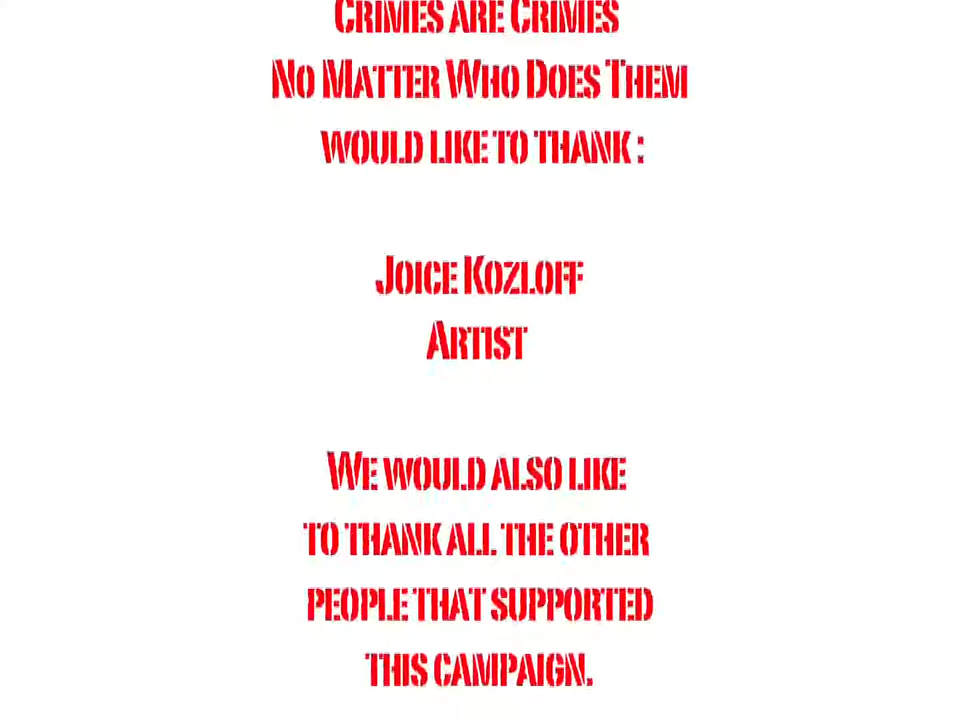 Crimes are Crimes
No Matter Who Does Them
would like to thank :
Joice Kozloff
Artist
We would also like
to thank all the other
people that supported
this campaign.